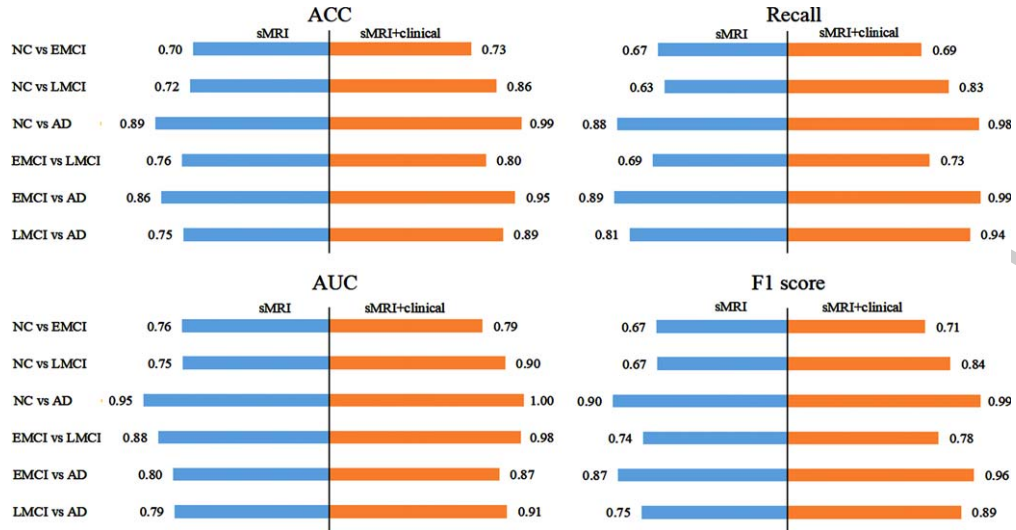 ACC Recall
sMRI sMRI+clinical sMRI sMRI+clinical
NC vs EMCI 0.70 0.73 0.67 0.69
NC vs LMCI 0.72 0.86 0.63 0.83
NC vs AD 0.89 0.99 0.88 0.98
EMCI vs LMCI 0.76 0.80 0.69 0.73
EMCI vs AD 0.86 0.95 0.89 0.99
LMCI vs AD 0.75 0.89 0.81 0.94
AUC F1 score
sMRI sMRI+clinical sMRI sMRI+clinical
NC vs EMCI 0.76 0.79 0.67 0.71
NC vs LMCI 0.75 0.90 0.67 0.84
NC vs AD 0.95 1.00 0.90 0.99
EMCI vs LMCI 0.88 0.98 0.74 0.78
EMCI vs AD 0.80 0.87 0.87 0.96
LMCI vs AD 0.79 0.91 0.75 0.89